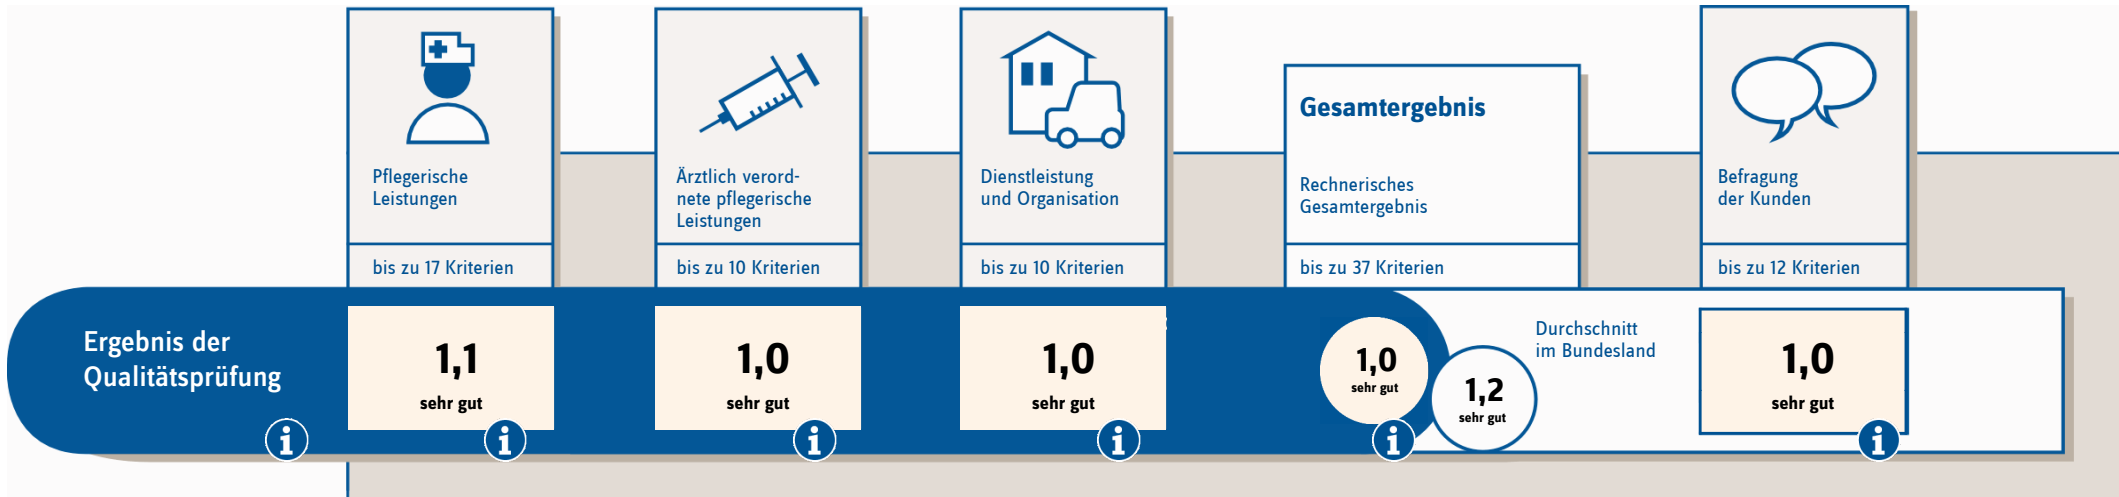 Pflegerische
Leistungen
bis zu 17 Kriterien
Ärztlich verord-
nete pflegerische
Leistungen
bis zu 10 Kriterien
Dienstleistung
und Organisation
bis zu 10 Kriterien
Gesamtergebnis
Rechnerisches
Gesamtergebnis
bis zu 37 Kriterien
Befragung
der Kunden
bis zu 12 Kriterien
Ergebnis der
Qualitätsprüfung
i
1,1
sehr gut
i
1,0
sehr gut
i
1,0
sehr gut
i
1,0
sehr gut
i
1,2
sehr gut
Durchschnitt
im Bundesland
1,0
sehr gut
i